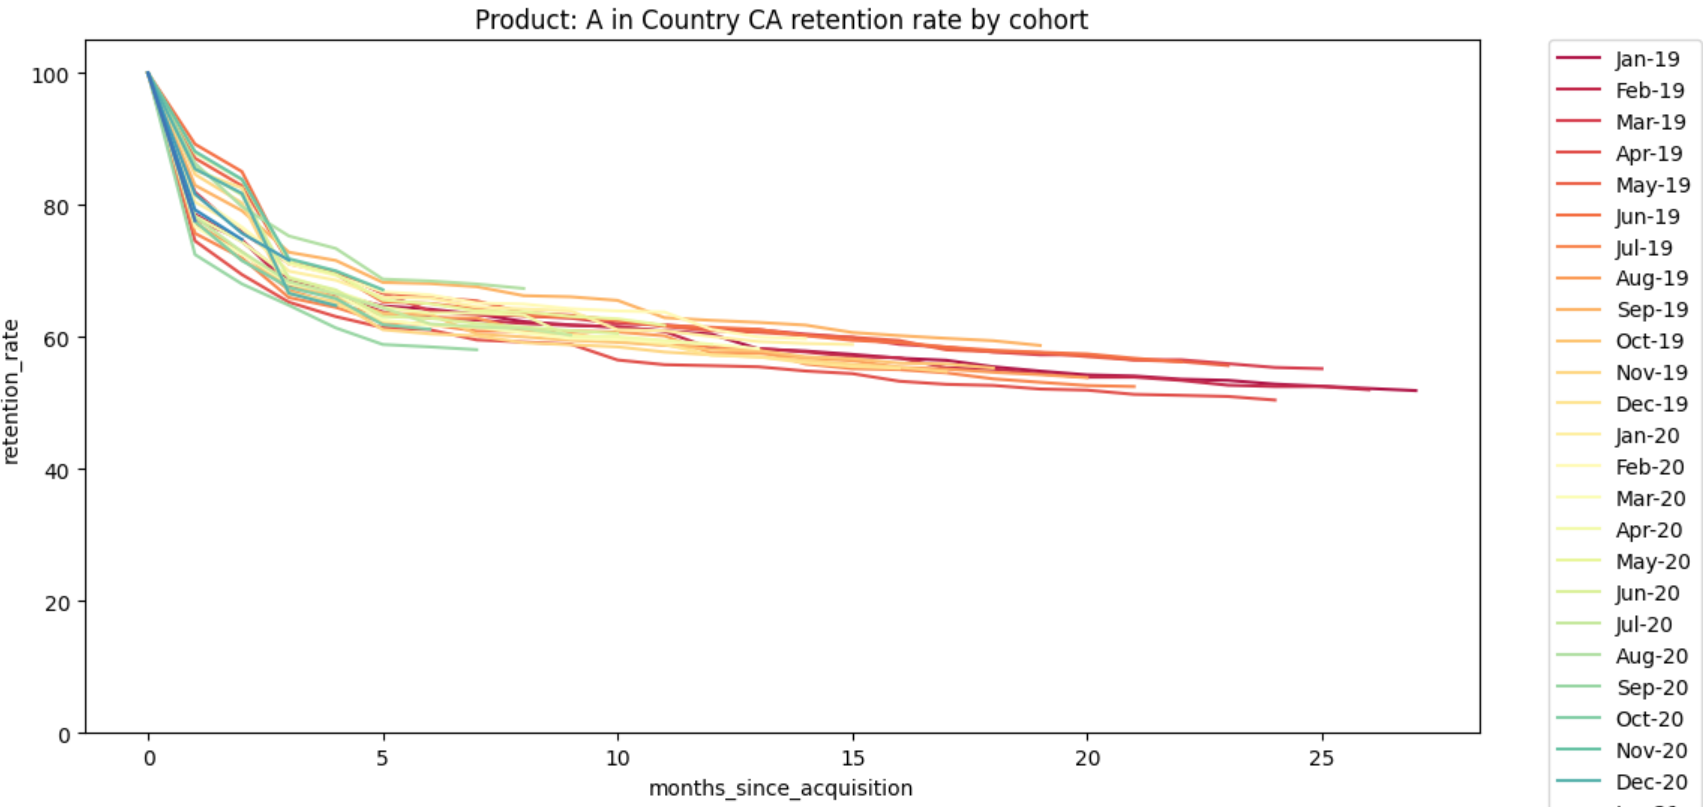 Product: A in Country CA retention rate by cohort
retention_rate
100
80
60
40
20
0
0 5 10 15 20 25
months_since_acquisition
Jan-19
Feb-19
Mar-19
Apr-19
May-19
Jun-19
Jul-19
Aug-19
Sep-19
Oct-19
Nov-19
Dec-19
Jan-20
Feb-20
Mar-20
Apr-20
May-20
Jun-20
Jul-20
Aug-20
Sep-20
Oct-20
Nov-20
Dec-20